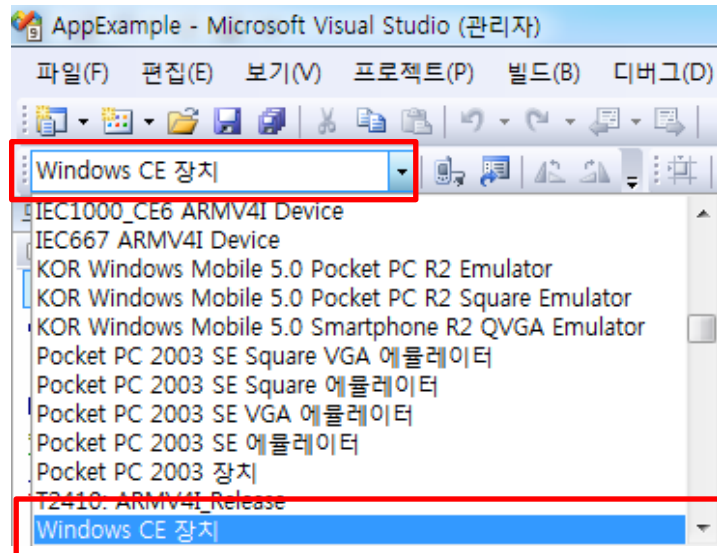 AppExample - Microsoft Visual Studio (관리자)
파일(F) 편집(E) 보기(V) 프로젝트(P) 빌드(B) 디버그(D)
Windows CE 장치
IEC1000_CE6 ARMV4I Device
IEC667 ARMV4I Device
KOR Windows Mobile 5.0 Pocket PC R2 Emulator
KOR Windows Mobile 5.0 Pocket PC R2 Square Emulator
KOR Windows Mobile 5.0 Smartphone R2 QVGA Emulator
Pocket PC 2003 SE Square VGA 에뮬레이터
Pocket PC 2003 SE Square 에뮬레이터
Pocket PC 2003 SE VGA 에뮬레이터
Pocket PC 2003 SE 에뮬레이터
Pocket PC 2003 장치
T2410: ARMV4I_Release
Windows CE 장치